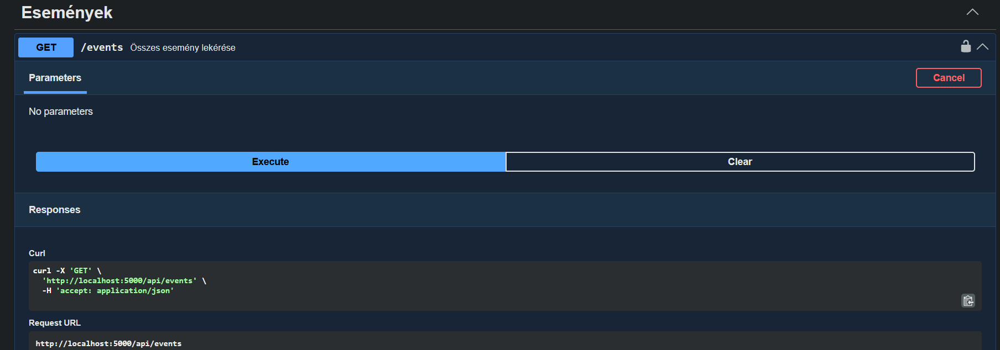 Események
GET /events Összes esemény lekérése
Parameters
Cancel
No parameters
Execute
Clear
Responses
Curl
curl -X 'GET' \
  'http://localhost:5000/api/events' \
  -H 'accept: application/json'
Request URL
http://localhost:5000/api/events